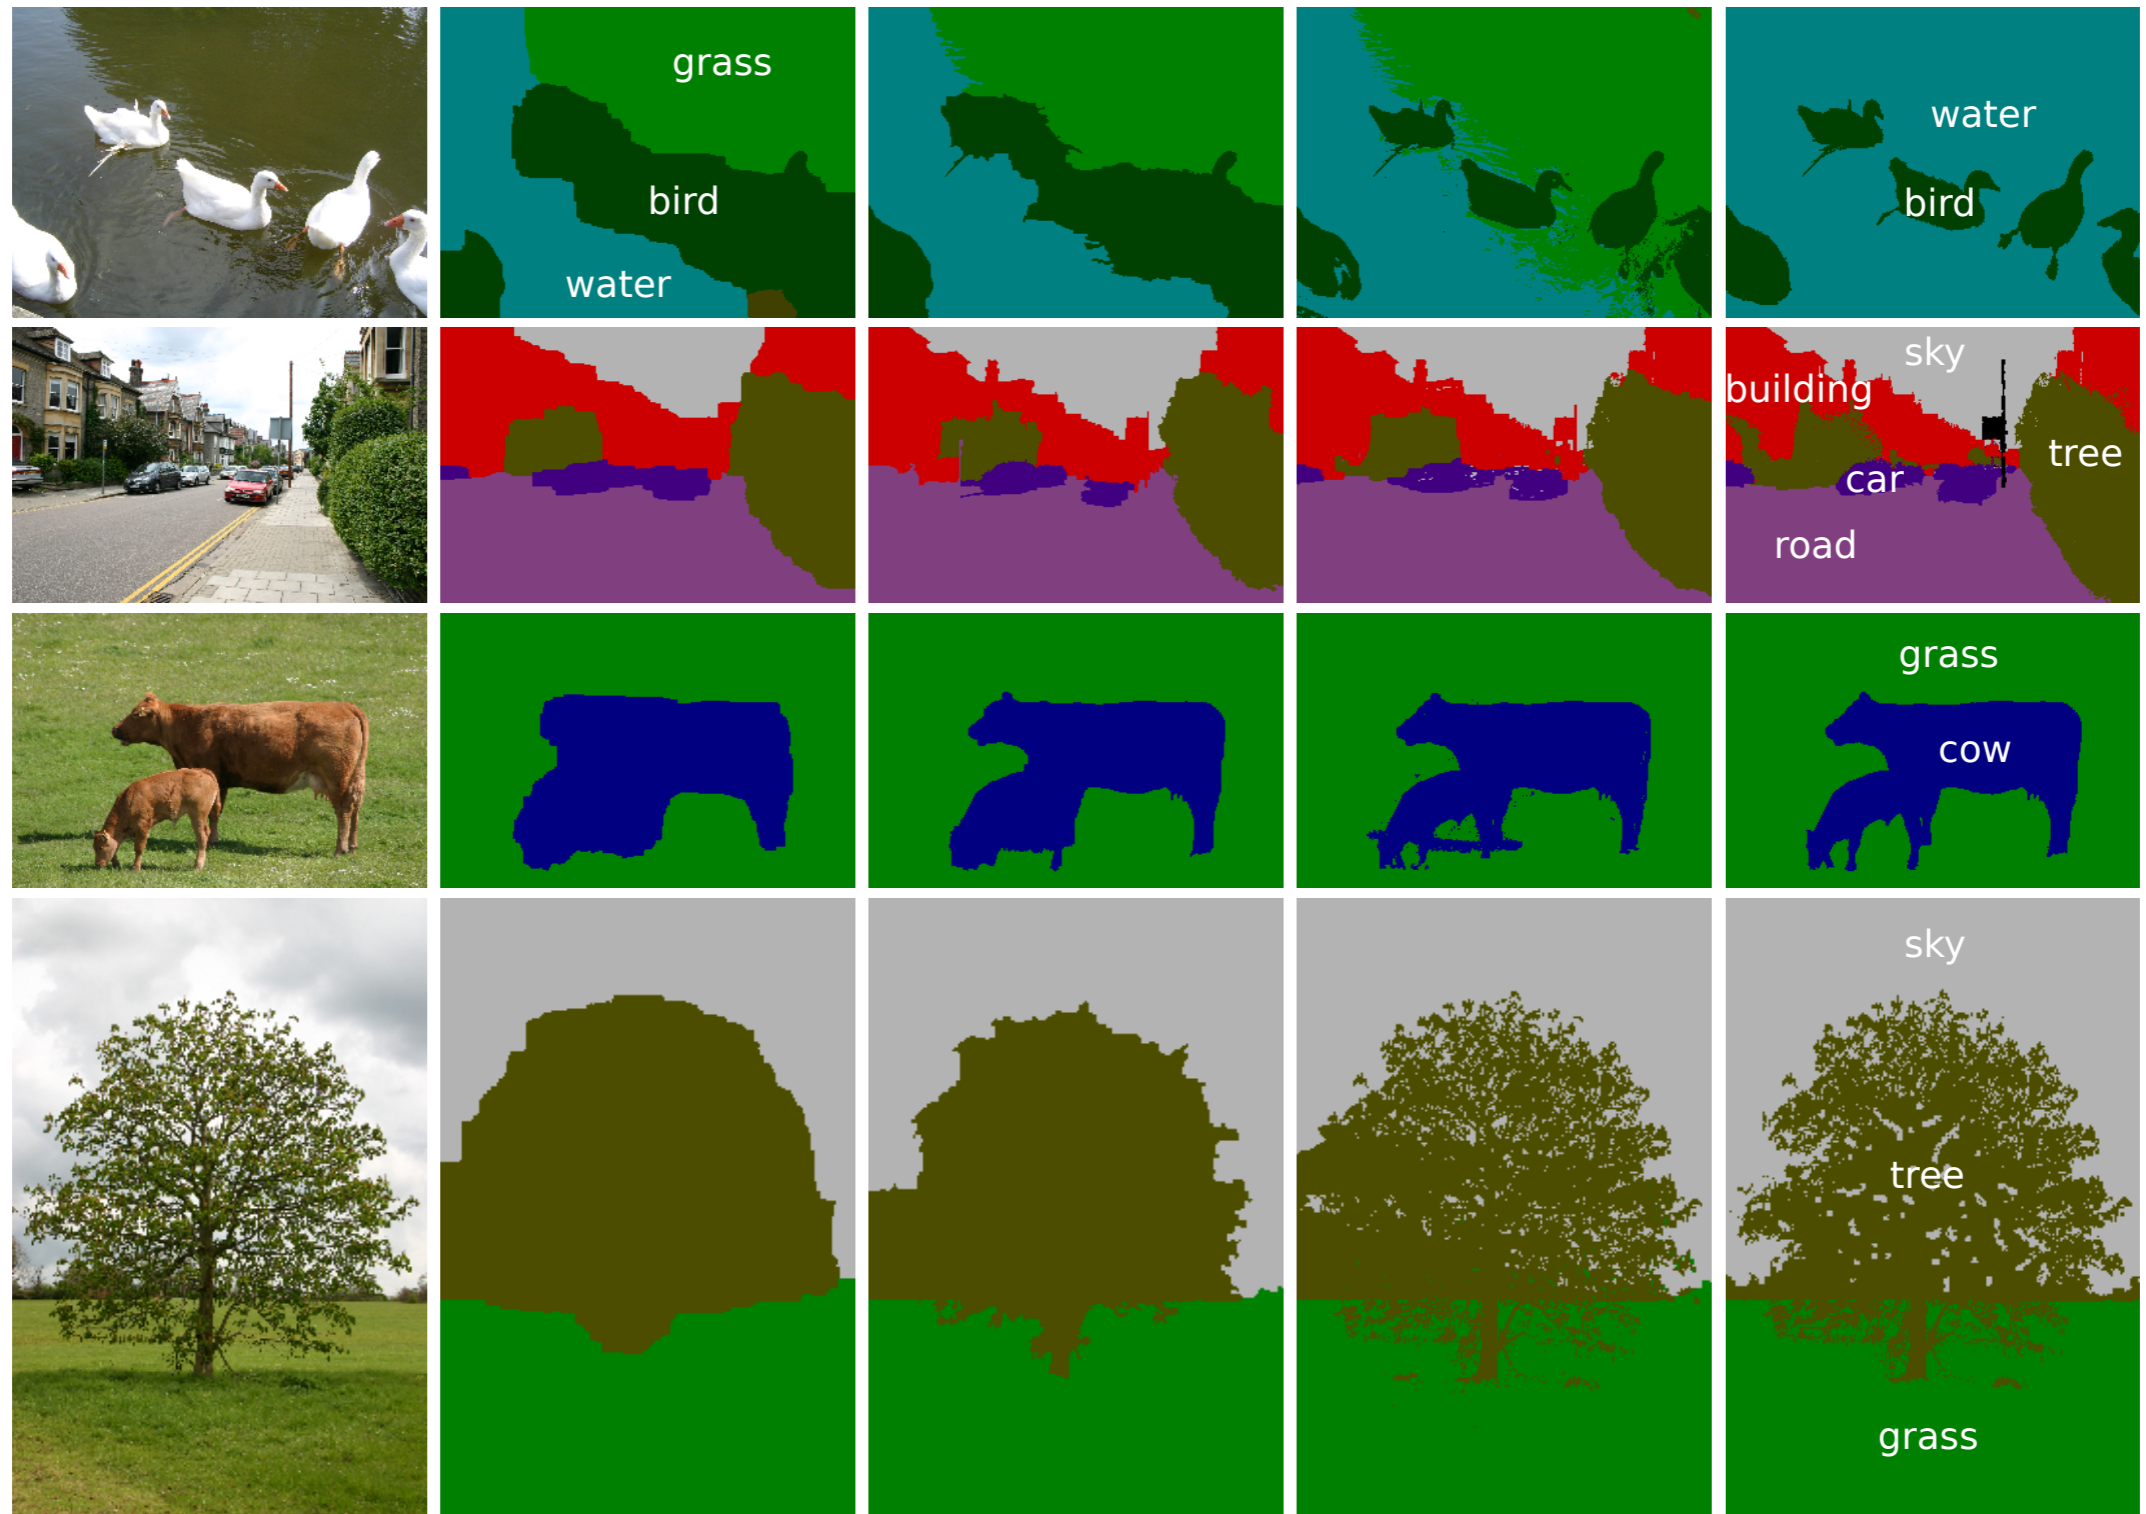 grass
bird
water
water
bird
sky
building
tree
car
road
grass
cow
sky
tree
grass